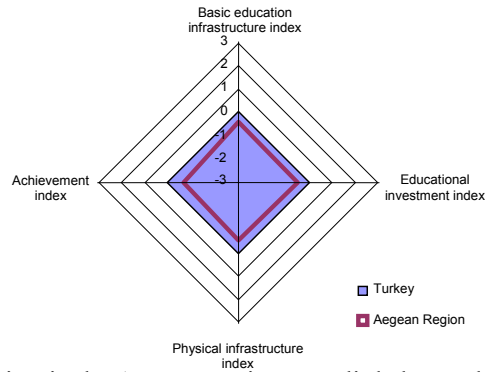 Basic education
infrastructure index
3
2
1
0
-1
-2
-3
Achievement
index
Educational
investment index
Turkey
Aegean Region
Physical infrastructure
index